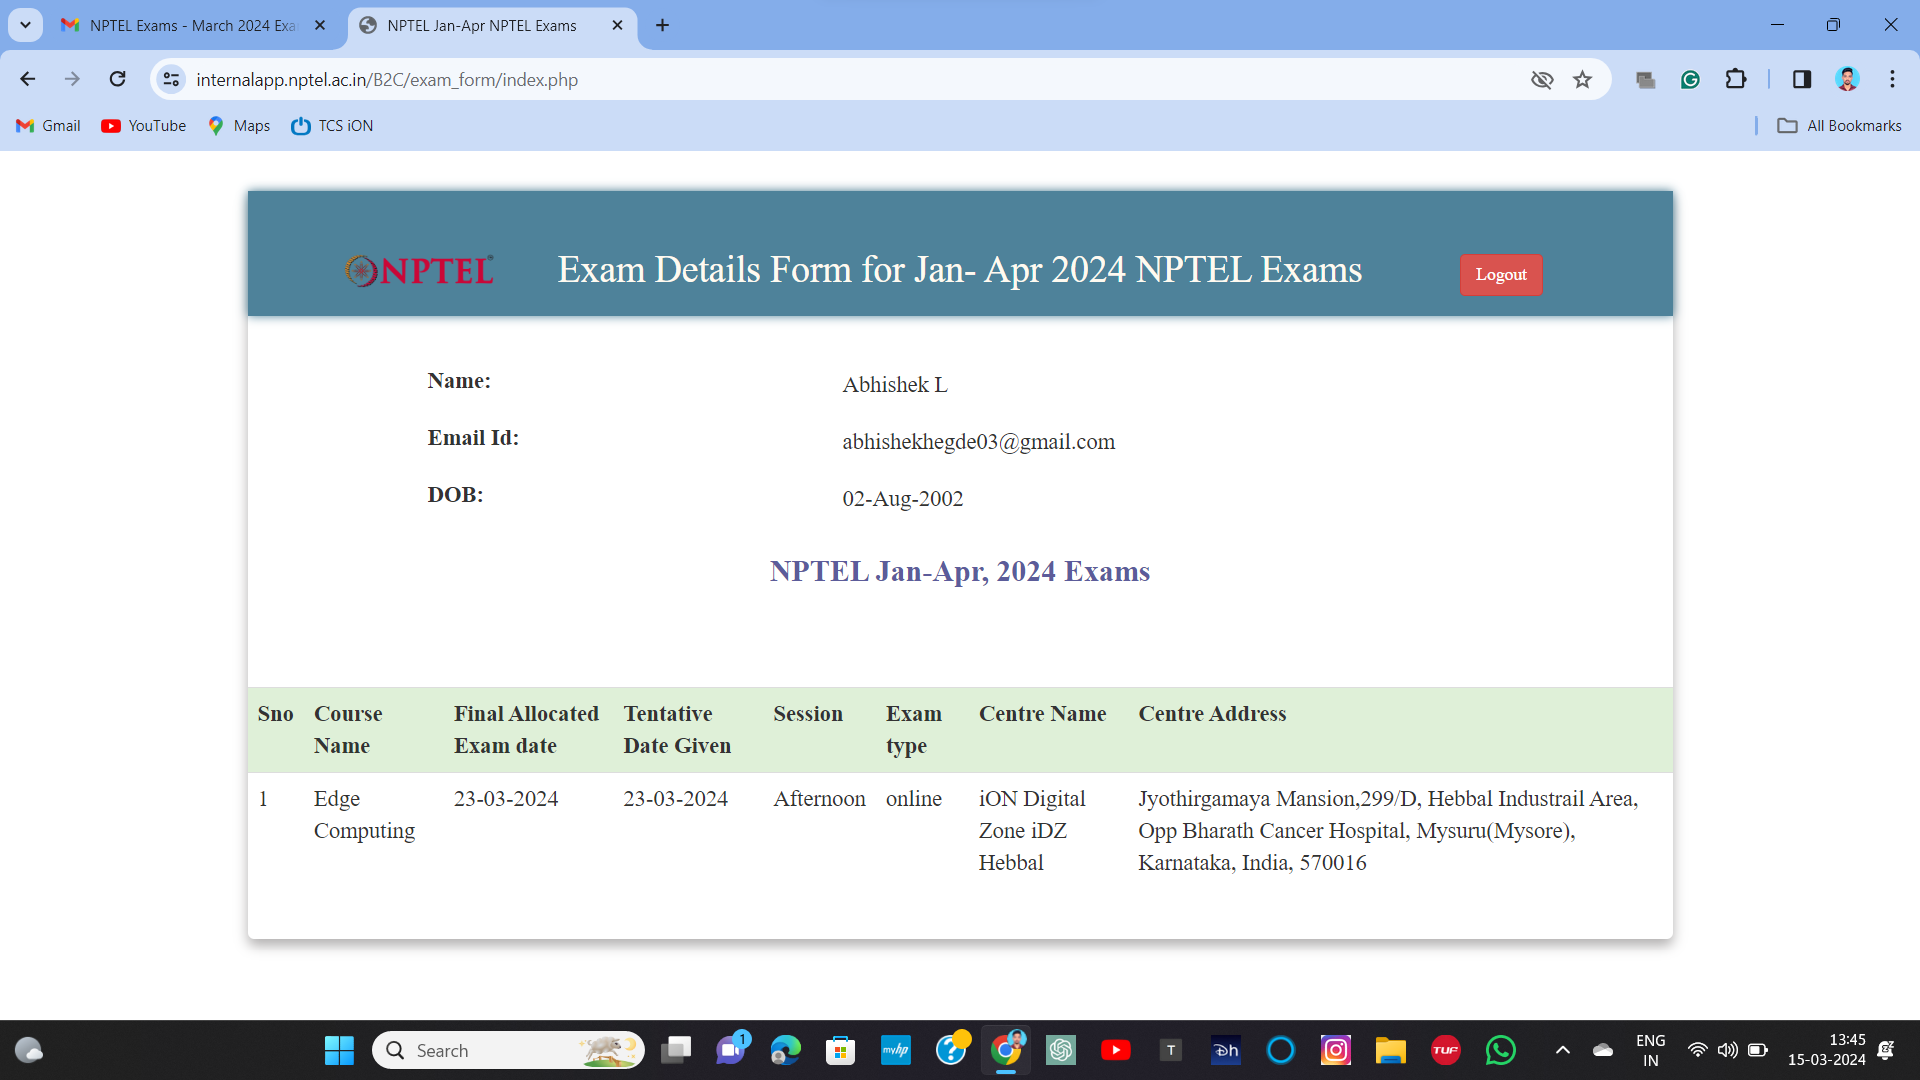 NPTEL Exams - March 2024 Exa
NPTEL Jan-Apr NPTEL Exams
internalapp.nptel.ac.in/B2C/exam_form/index.php
Gmail YouTube Maps TCS iON All Bookmarks
NPTEL Exam Details Form for Jan- Apr 2024 NPTEL Exams Logout
Name: Abhishek L
Email Id: abhishekhegde03@gmail.com
DOB: 02-Aug-2002
NPTEL Jan-Apr, 2024 Exams
Sno Course Final Allocated Tentative Session Exam Centre Name Centre Address
Name Exam date Date Given type
1 Edge 23-03-2024 23-03-2024 Afternoon online iON Digital Jyothirgamaya Mansion,299/D, Hebbal Industrail Area,
Computing Zone iDZ Opp Bharath Cancer Hospital, Mysuru(Mysore),
Hebbal Karnataka, India, 570016
Search 1 myhp ? T Dh TUF ENG 13:45
IN 15-03-2024